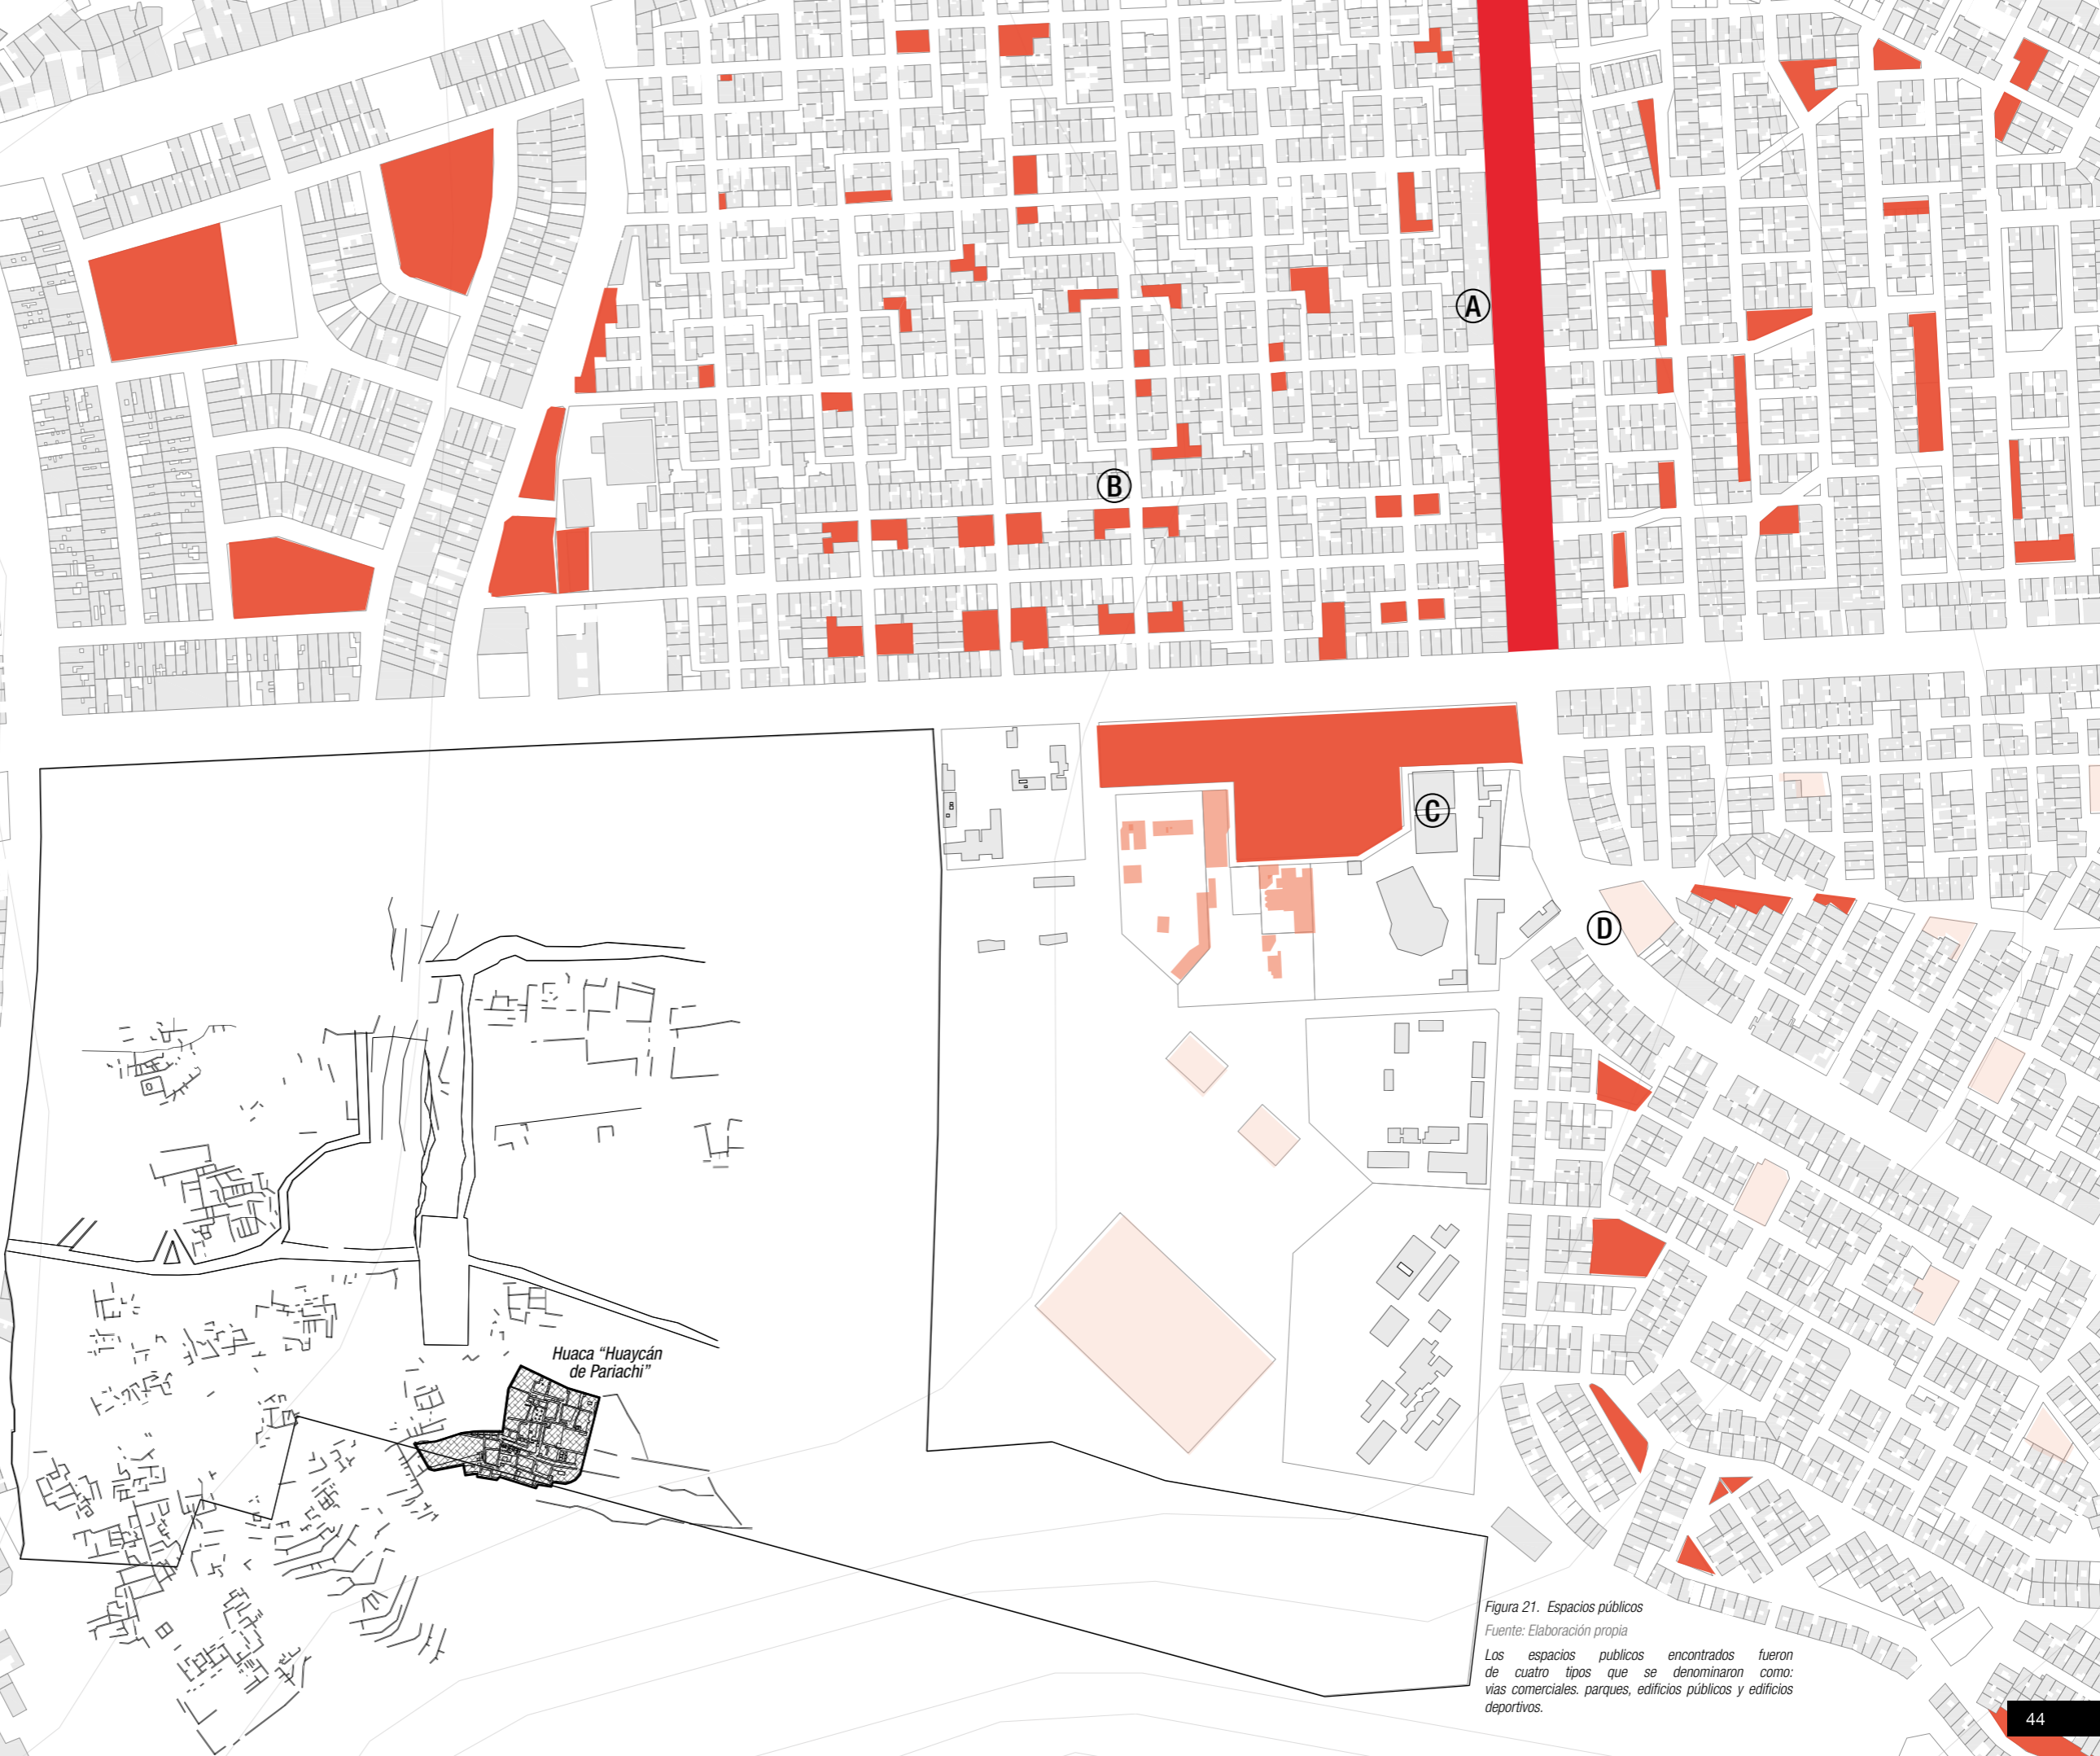 A
B
C
D
Huaca “Huaycán
de Pariachi”
Figura 21. Espacios públicos
Fuente: Elaboración propia
Los espacios publicos encontrados fueron
de cuatro tipos que se denominaron como:
vias comerciales. parques, edificios públicos y edificios
deportivos.
44